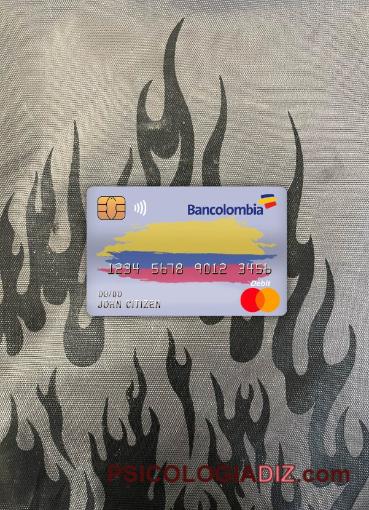 Bancolombia
1234 5678 9012 3456
Debit
00/00
JOHN CITIZEN
PSICOLOGIADIZ.com